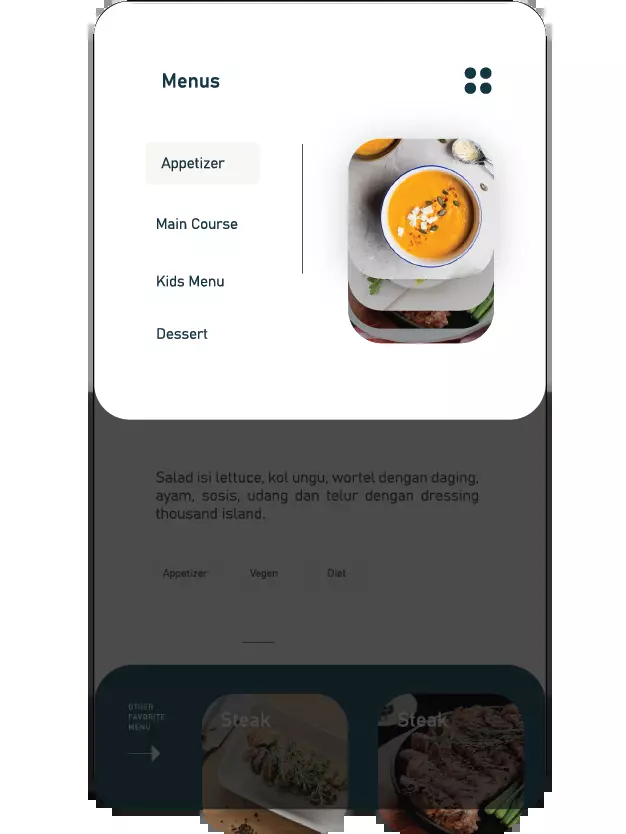 Menus
Appetizer
Main Course
Kids Menu
Dessert
Salad isi lettuce, kol ungu, wortel dengan daging,
ayam, sosis, udang dan telur dengan dressing
thousand island.
Appetizer
Vegen
Diet
OTHER
FAVORITE
MENU
Steak
Steak